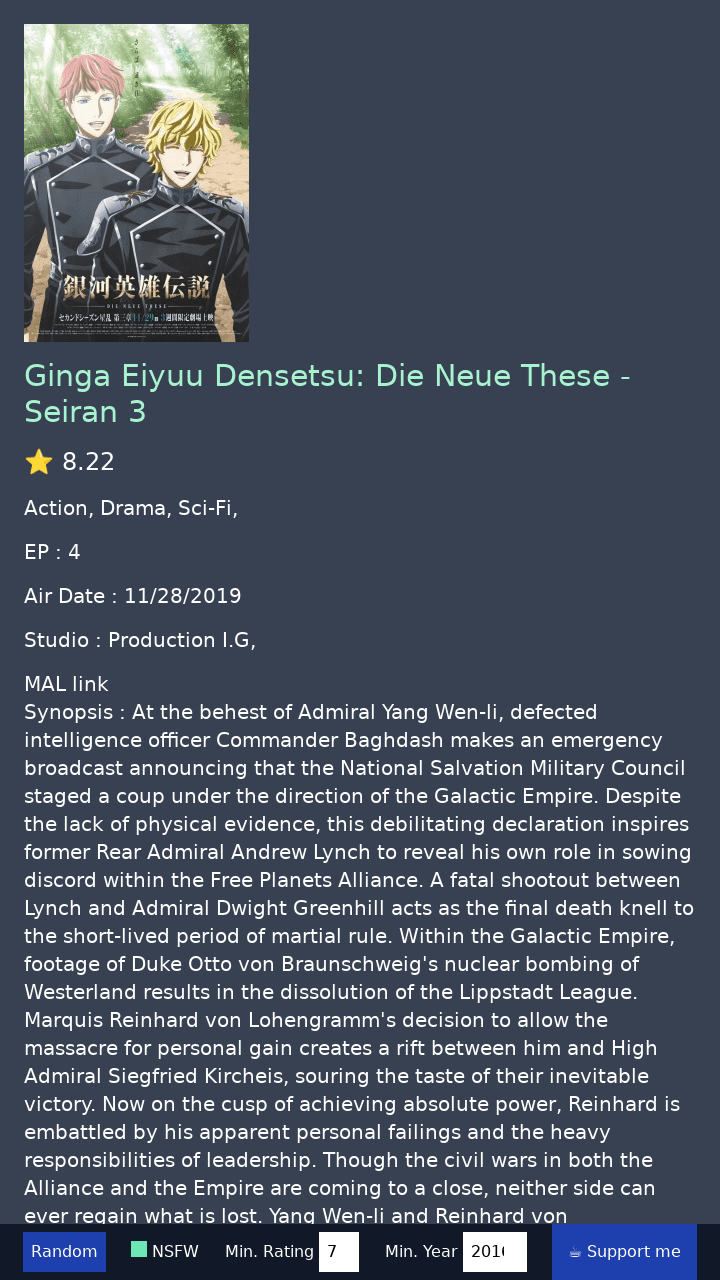 さらば、遠き日。
銀河英雄伝説
DIE NEUE THESE
セカンドシーズン 星乱 第三章 11/29 3週間限定劇場上映
Ginga Eiyuu Densetsu: Die Neue These -
Seiran 3
⭐ 8.22
Action, Drama, Sci-Fi,
EP : 4
Air Date : 11/28/2019
Studio : Production I.G,
MAL link
Synopsis : At the behest of Admiral Yang Wen-li, defected
intelligence officer Commander Baghdash makes an emergency
broadcast announcing that the National Salvation Military Council
staged a coup under the direction of the Galactic Empire. Despite
the lack of physical evidence, this debilitating declaration inspires
former Rear Admiral Andrew Lynch to reveal his own role in sowing
discord within the Free Planets Alliance. A fatal shootout between
Lynch and Admiral Dwight Greenhill acts as the final death knell to
the short-lived period of martial rule. Within the Galactic Empire,
footage of Duke Otto von Braunschweig's nuclear bombing of
Westerland results in the dissolution of the Lippstadt League.
Marquis Reinhard von Lohengramm's decision to allow the
massacre for personal gain creates a rift between him and High
Admiral Siegfried Kircheis, souring the taste of their inevitable
victory. Now on the cusp of achieving absolute power, Reinhard is
embattled by his apparent personal failings and the heavy
responsibilities of leadership. Though the civil wars in both the
Alliance and the Empire are coming to a close, neither side can
ever regain what is lost. Yang Wen-li and Reinhard von
Random NSFW Min. Rating 7 Min. Year 2016 ☕ Support me